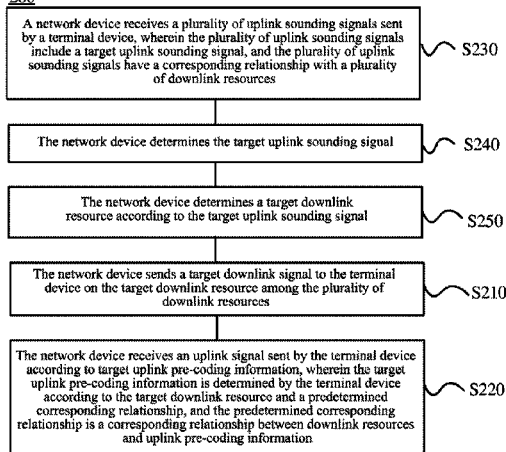 A network device receives a plurality of uplink sounding signals sent
by a terminal device, wherein the plurality of uplink sounding signals
include a target uplink sounding signal, and the plurality of uplink
sounding signals have a corresponding relationship with a plurality
of downlink resources
S230
The network device determines the target uplink sounding signal
S240
The network device determines a target downlink
resource according to the target uplink sounding signal
S250
The network device sends a target downlink signal to the terminal
device on the target downlink resource among the plurality of
downlink resources
S210
The network device receives an uplink signal sent by the terminal device
according to target uplink pre-coding information, wherein the target
uplink pre-coding information is determined by the terminal device
according to the target downlink resource and a predetermined
corresponding relationship, and the predetermined corresponding
relationship is a corresponding relationship between downlink resources
and uplink pre-coding information
S220